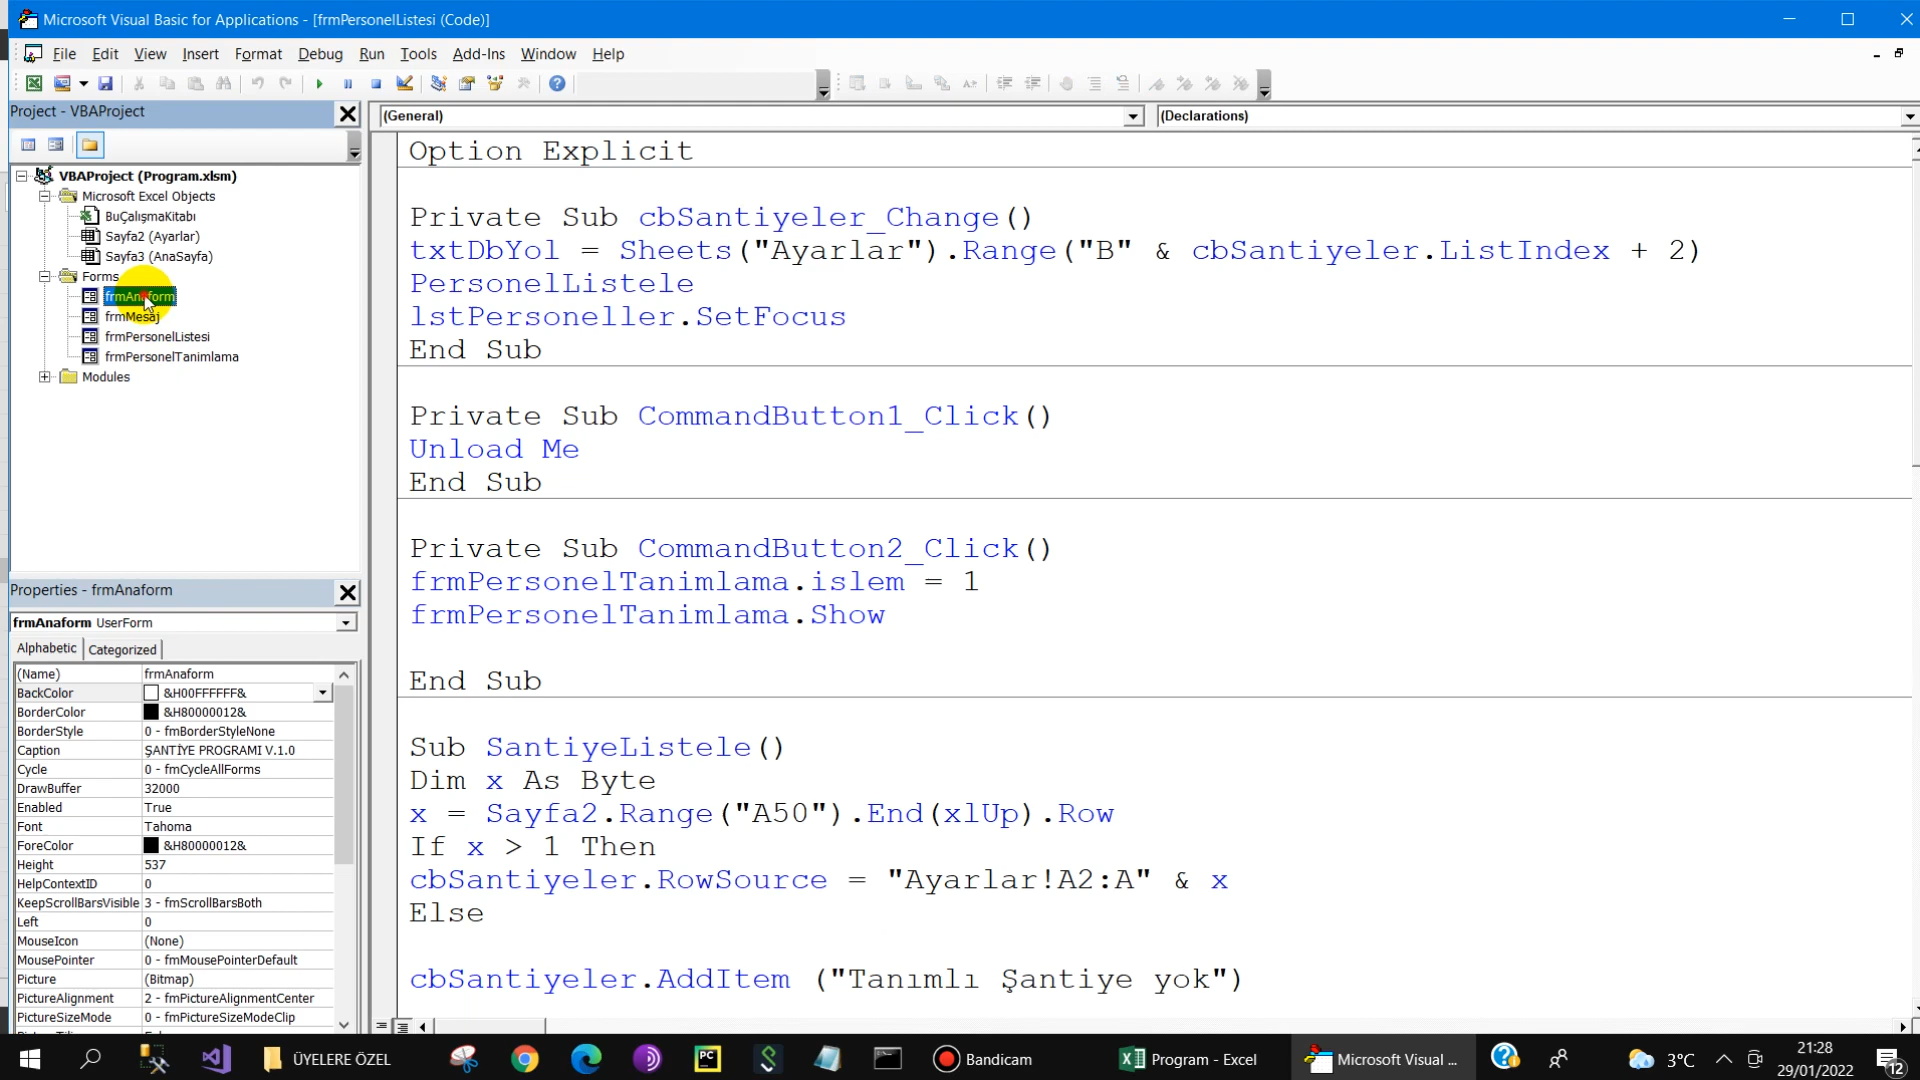 Microsoft Visual Basic for Applications - [frmPersonelListesi (Code)]
File Edit View Insert Format Debug Run Tools Add-Ins Window Help
Project - VBAProject
(General)
(Declarations)
VBAProject (Program.xlsm)
Microsoft Excel Objects
BuÇalışmaKitabı
Sayfa2 (Ayarlar)
Sayfa3 (AnaSayfa)
Forms
frmAnaform
frmMesaj
frmPersonelListesi
frmPersonelTanimlama
Modules
Option Explicit
Private Sub cbSantiyeler_Change()
txtDbYol = Sheets("Ayarlar").Range("B" & cbSantiyeler.ListIndex + 2)
PersonelListele
lstPersoneller.SetFocus
End Sub
Private Sub CommandButton1_Click()
Unload Me
End Sub
Private Sub CommandButton2_Click()
frmPersonelTanimlama.islem = 1
frmPersonelTanimlama.Show
End Sub
Sub SantiyeListele()
Dim x As Byte
x = Sayfa2.Range("A50").End(xlUp).Row
If x > 1 Then
cbSantiyeler.RowSource = "Ayarlar!A2:A" & x
Else
cbSantiyeler.AddItem ("Tanımlı Şantiye yok")
Properties - frmAnaform
frmAnaform UserForm
Alphabetic Categorized
(Name) frmAnaform
BackColor &H00FFFFFF&
BorderColor &H80000012&
BorderStyle 0 - fmBorderStyleNone
Caption ŞANTİYE PROGRAMI V.1.0
Cycle 0 - fmCycleAllForms
DrawBuffer 32000
Enabled True
Font Tahoma
ForeColor &H80000012&
Height 537
HelpContextID 0
KeepScrollBarsVisible 3 - fmScrollBarsBoth
Left 0
MouseIcon (None)
MousePointer 0 - fmMousePointerDefault
Picture (Bitmap)
PictureAlignment 2 - fmPictureAlignmentCenter
PictureSizeMode 0 - fmPictureSizeModeClip
ÜYELERE ÖZEL
PC
Bandicam
Program - Excel
Microsoft Visual ...
3°C
21:28
29/01/2022
12